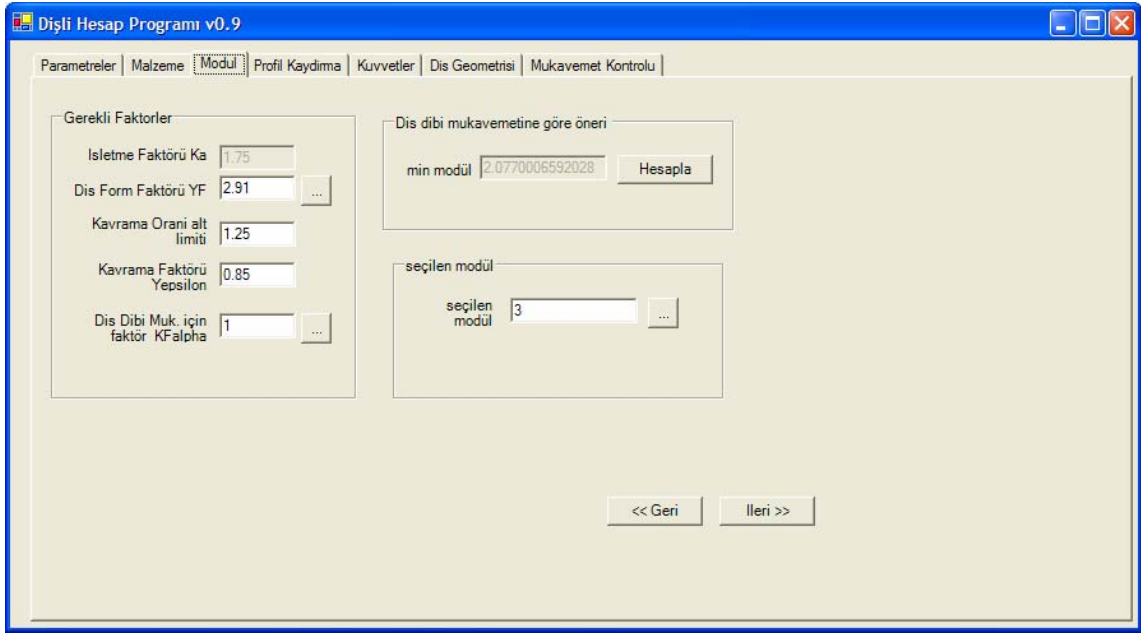 Dişli Hesap Programı v0.9
Parametreler Malzeme Modul Profil Kaydirma Kuvvetler Dis Geometrisi Mukavemet Kontrolu
Gerekli Faktorler
Isletme Faktörü Ka 1.75
Dis Form Faktörü YF 2.91 ...
Kavrama Orani alt
limiti 1.25
Kavrama Faktörü
Yepsilon 0.85
Dis Dibi Muk. için
faktör KFalpha 1 ...
Dis dibi mukavemetine göre öneri
min modül 2.0770006592028 Hesapla
seçilen modül
seçilen
modül 3 ...
<< Geri Ileri >>